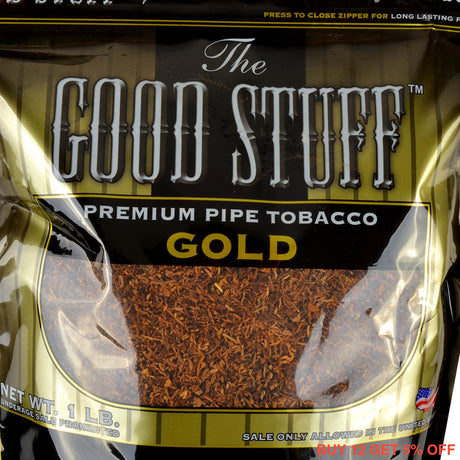 PRESS TO CLOSE ZIPPER FOR LONG LASTING
The
GOOD STUFF™
PREMIUM PIPE TOBACCO
GOLD
NET WT. 1 LB.
UNDERAGE SALE PROHIBITED
SALE ONLY ALLOWED IN THE UNITED
BUY 12 GET 5% OFF